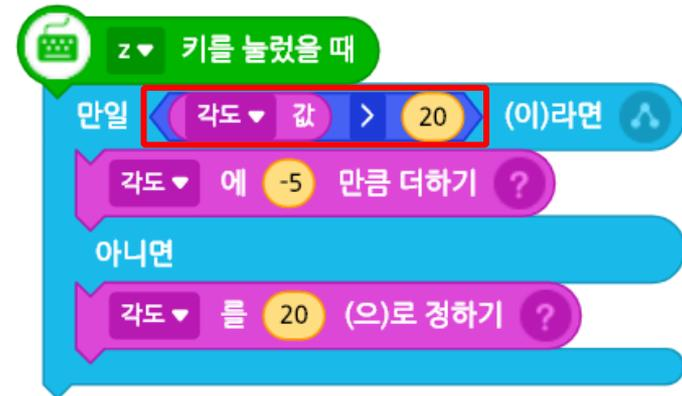 z 키를 눌렀을 때
만일 각도 값 > 20 (이)라면
각도 에 -5 만큼 더하기 ?
아니면
각도 를 20 (으)로 정하기 ?